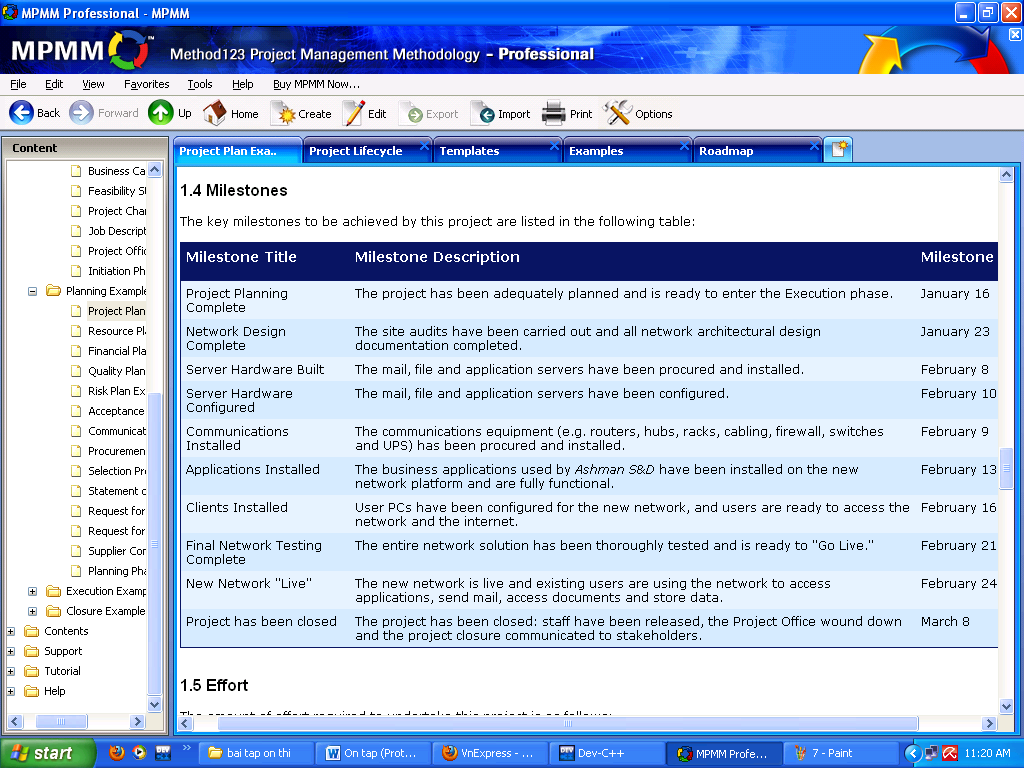 MPMM Professional - MPMM
MPMM™ Method123 Project Management Methodology - Professional
File Edit View Favorites Tools Help Buy MPMM Now...
Back Forward Up Home Create Edit Export Import Print Options
Content
Project Plan Exa.. Project Lifecycle Templates Examples Roadmap
Business Ca
Feasibility St
Project Char
Job Descript
Project Offic
Initiation Ph
Planning Example
Project Plan
Resource Pl
Financial Pla
Quality Plan
Risk Plan Ex
Acceptance
Communicat
Procuremen
Selection Pr
Statement o
Request for
Request for
Supplier Con
Planning Pha
Execution Examp
Closure Example
Contents
Support
Tutorial
Help
1.4 Milestones
The key milestones to be achieved by this project are listed in the following table:
Milestone Title Milestone Description Milestone
Project Planning The project has been adequately planned and is ready to enter the Execution phase. January 16
Complete
Network Design The site audits have been carried out and all network architectural design January 23
Complete documentation completed.
Server Hardware Built The mail, file and application servers have been procured and installed. February 8
Server Hardware The mail, file and application servers have been configured. February 10
Configured
Communications The communications equipment (e.g. routers, hubs, racks, cabling, firewall, switches February 9
Installed and UPS) has been procured and installed.
Applications Installed The business applications used by Ashman S&D have been installed on the new February 13
network platform and are fully functional.
Clients Installed User PCs have been configured for the new network, and users are ready to access the February 16
network and the internet.
Final Network Testing The entire network solution has been thoroughly tested and is ready to "Go Live." February 21
Complete
New Network "Live" The new network is live and existing users are using the network to access February 24
applications, send mail, access documents and store data.
Project has been closed The project has been closed: staff have been released, the Project Office wound down March 8
and the project closure communicated to stakeholders.
1.5 Effort
The amount of effort required to undertake this project is as follows:
start bai tap on thi On tap (Prot... VnExpress - ... Dev-C++ MPMM Profe... 7 - Paint 11:20 AM